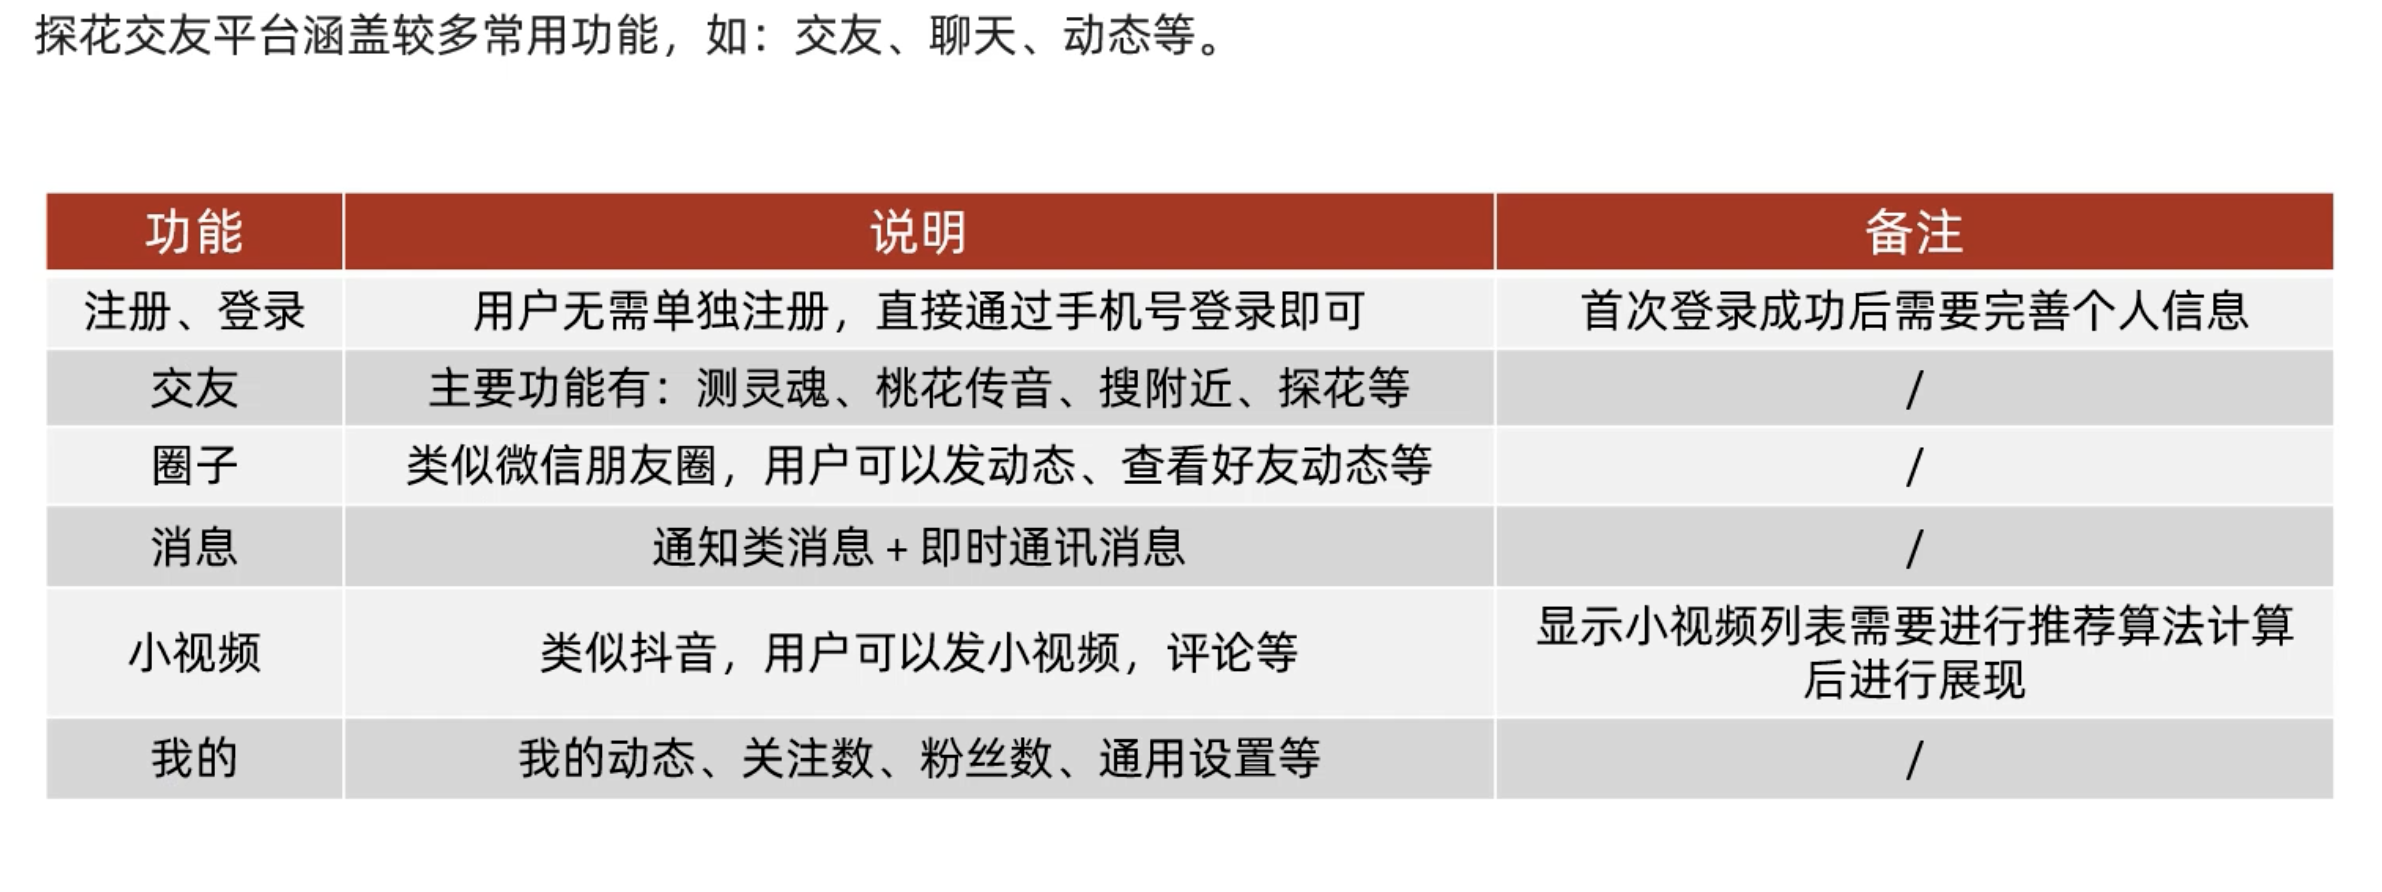 探花交友平台涵盖较多常用功能，如：交友、聊天、动态等。
功能 说明 备注
注册、登录 用户无需单独注册，直接通过手机号登录即可 首次登录成功后需要完善个人信息
交友 主要功能有：测灵魂、桃花传音、搜附近、探花等 /
圈子 类似微信朋友圈，用户可以发动态、查看好友动态等 /
消息 通知类消息 + 即时通讯消息 /
小视频 类似抖音，用户可以发小视频，评论等 显示小视频列表需要进行推荐算法计算
后进行展现
我的 我的动态、关注数、粉丝数、通用设置等 /